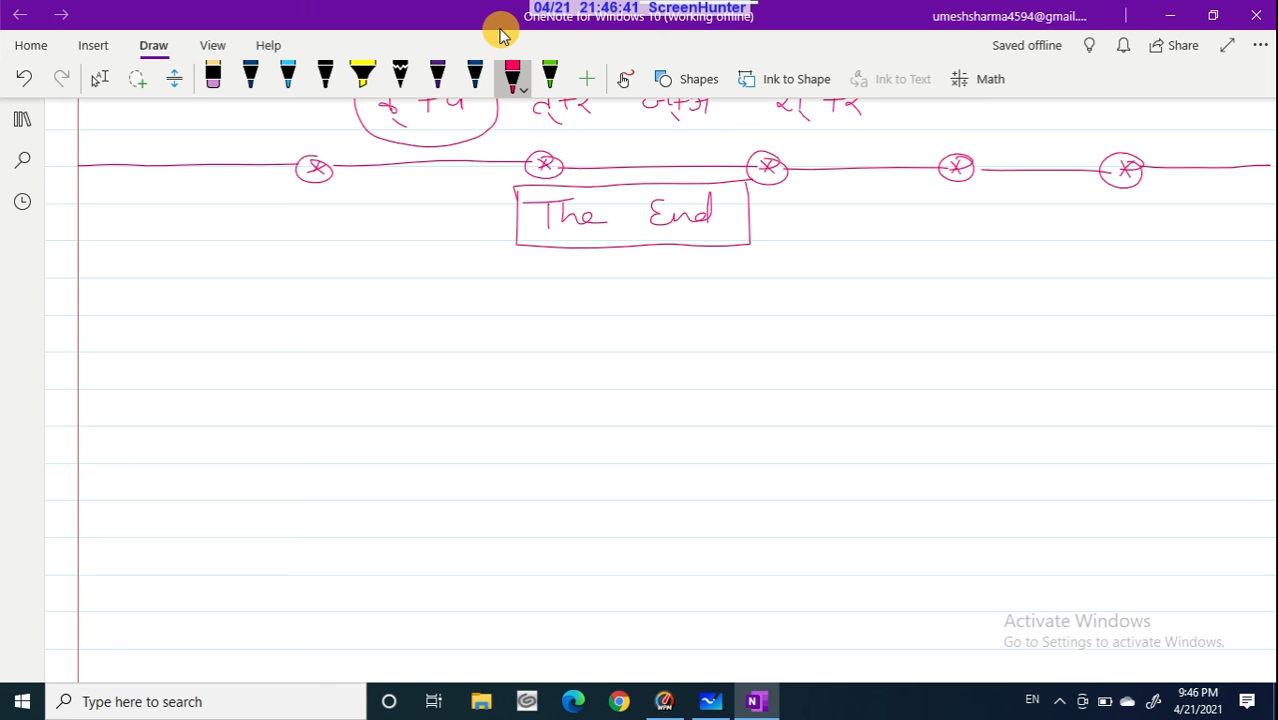 04/21 21:46:41 ScreenHunter
OneNote for Windows 10 (Working offline)
umeshsharma4594@gmail....
Home Insert Draw View Help
Saved offline Share
Shapes Ink to Shape Ink to Text Math
The End
Activate Windows
Go to Settings to activate Windows.
Type here to search
EN
9:46 PM
4/21/2021